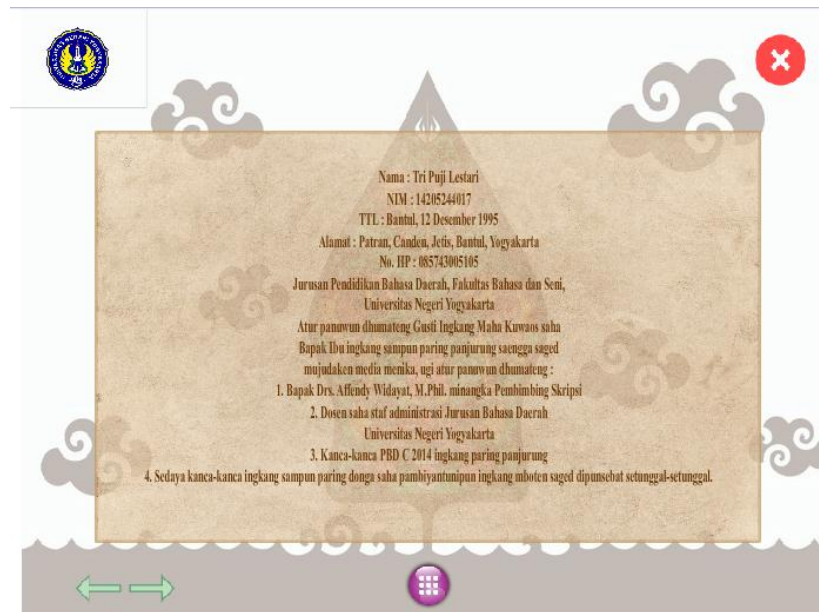 Nama : Tri Puji Lestari
NIM : 14205244017
TTL : Bantul, 12 Desember 1995
Alamat : Patran, Canden, Jetis, Bantul, Yogyakarta
No. HP : 085743005105
Jurusan Pendidikan Bahasa Daerah, Fakultas Bahasa dan Seni,
Universitas Negeri Yogyakarta
Atur panuwun dhumateng Gusti Ingkang Maha Kuwaos saha
Bapak Ibu ingkang sampun paring panjurung saengga saged
mujudaken media menika, ugi atur panuwun dhumateng :
1. Bapak Drs. Affendy Widayat, M.Phil. minangka Pembimbing Skripsi
2. Dosen saha staf administrasi Jurusan Bahasa Daerah
Universitas Negeri Yogyakarta
3. Kanca-kanca PBD C 2014 ingkang paring panjurung
4. Sedaya kanca-kanca ingkang sampun paring donga saha pambiyantunipun ingkang mboten saged dipunsebat setunggal-setunggal.